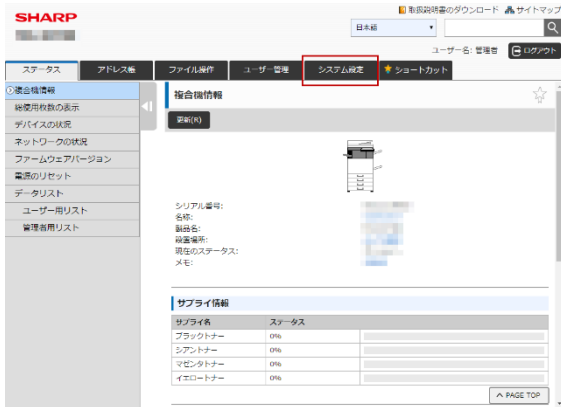 SHARP
取扱説明書のダウンロード サイトマップ
日本語
ユーザー名: 管理者 ログアウト
ステータス アドレス帳 ファイル操作 ユーザー管理 システム設定 ショートカット
複合機情報
総使用枚数の表示
デバイスの状況
ネットワークの状況
ファームウェアバージョン
電源のリセット
データリスト
ユーザー用リスト
管理者用リスト
複合機情報
更新(R)
シリアル番号:
名称:
製品名:
設置場所:
現在のステータス:
メモ:
サプライ情報
サプライ名 ステータス
ブラックトナー 0%
シアントナー 0%
マゼンタトナー 0%
イエロートナー 0%
PAGE TOP